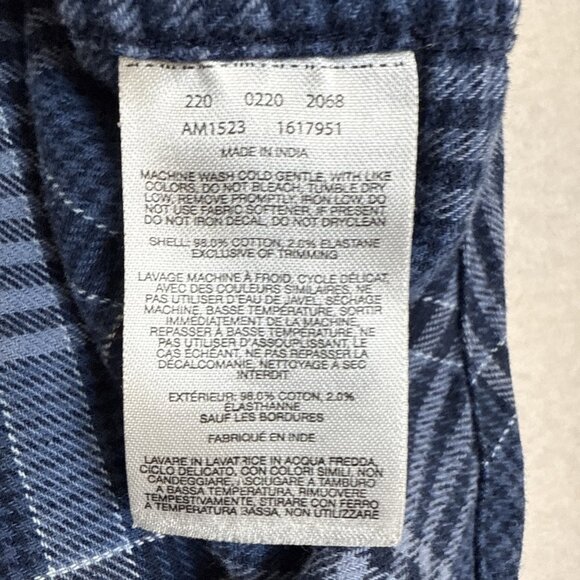 220 0220 2068
AM1523 1617951
MADE IN INDIA
MACHINE WASH COLD GENTLE, WITH LIKE
COLORS, DO NOT BLEACH, TUMBLE DRY
LOW, REMOVE PROMPTLY, IRON LOW, DO
NOT USE FABRIC SOFTENER, IF PRESENT
DO NOT IRON DECAL, DO NOT DRYCLEAN
SHELL: 98.0% COTTON, 2.0% ELASTANE
EXCLUSIVE OF TRIMMING
LAVAGE MACHINE À FROID, CYCLE DÉLICAT,
AVEC DES COULEURS SIMILAIRES, NE
PAS UTILISER D'EAU DE JAVEL, SÉCHAGE
MACHINE, BASSE TEMPÉRATURE, SORTIR
IMMÉDIATEMENT DE LA MACHINE
REPASSER À BASSE TEMPÉRATURE, NE
PAS UTILISER D'ASSOUPLISSANT, LE
CAS ÉCHÉANT, NE PAS REPASSER LA
DÉCALCOMANIE, NETTOYAGE A SEC
INTERDIT
EXTÉRIEUR: 98.0% COTON, 2.0%
ÉLASTHANNE
SAUF LES BORDURES
FABRIQUÉ EN INDE
LAVARE IN LAVATRICE IN ACQUA FREDDA,
CICLO DELICATO, CON COLORI SIMILI, NON
CANDEGGIARE, ASCIUGARE A TAMBURO
A BASSA TEMPERATURA, RIMUOVERE
TEMPESTIVAMENTE, STIRARE CON FERRO
A TEMPERATURA BASSA, NON UTILIZZARE